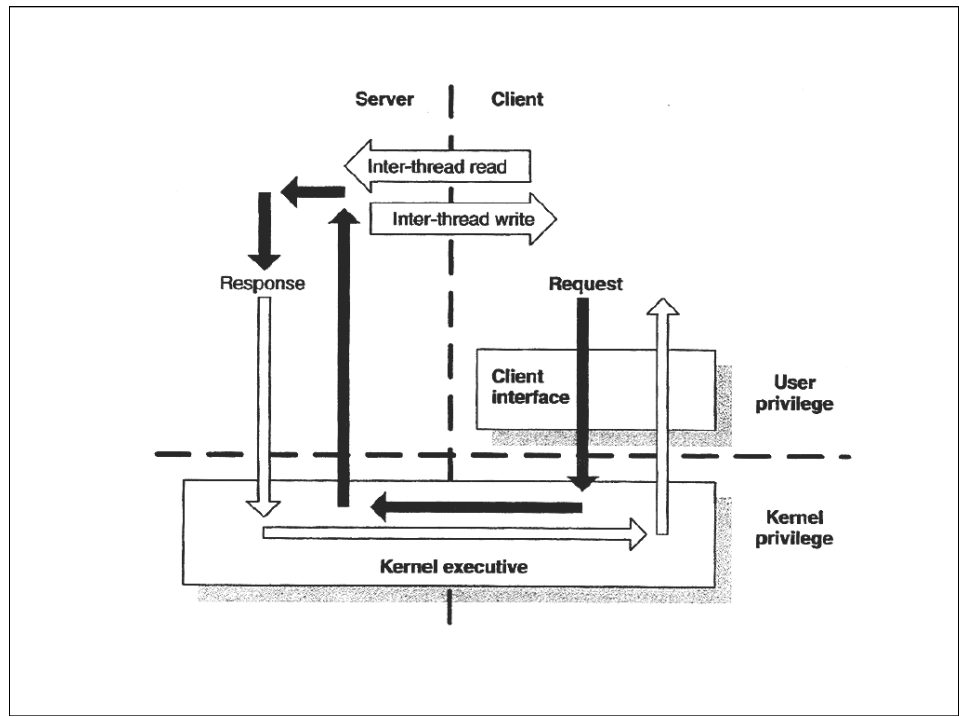 Server
Client
Inter-thread read
Inter-thread write
Response
Request
Client
interface
User
privilege
Kernel
privilege
Kernel executive